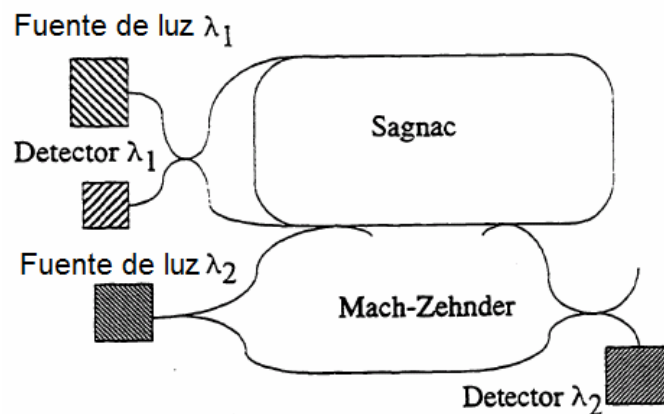 Fuente de luz λ1
Sagnac
Detector λ1
Fuente de luz λ2
Mach-Zehnder
Detector λ2